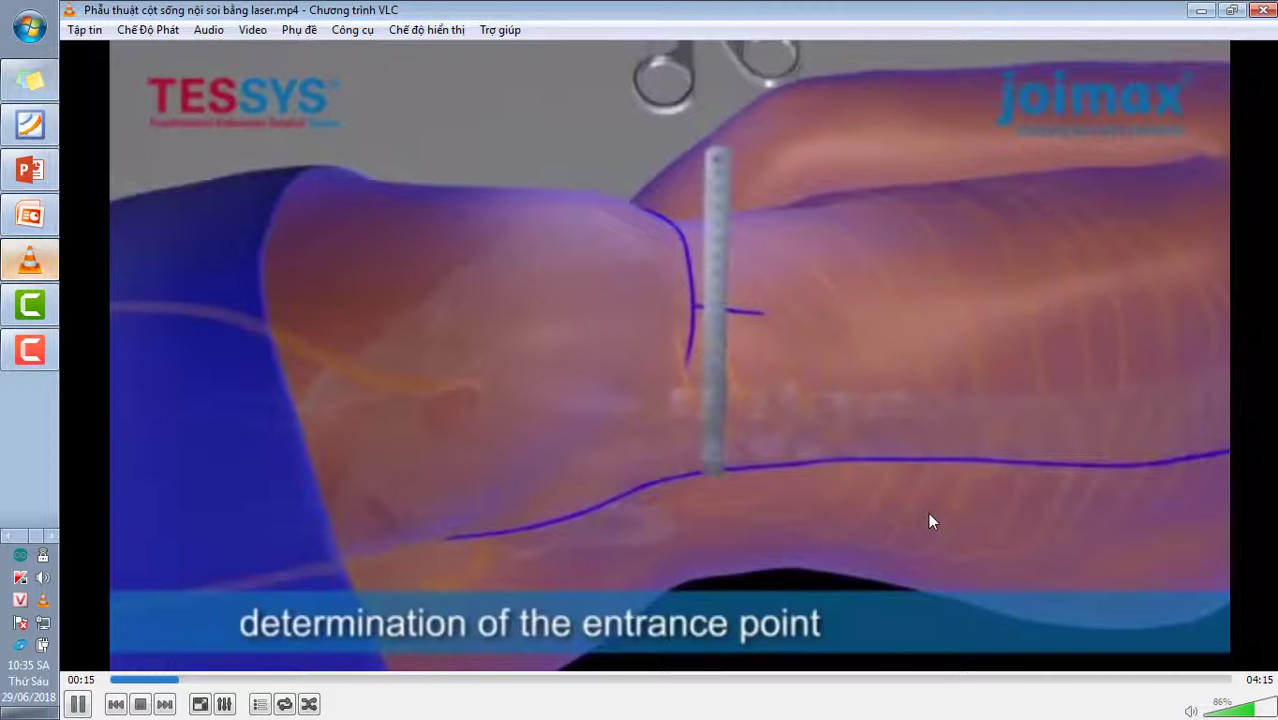 Phẫu thuật cột sống nội soi bằng laser.mp4 - Chương trình VLC
Tập tin Chế Độ Phát Audio Video Phụ đề Công cụ Chế độ hiển thị Trợ giúp
TESSYS
joimax®
determination of the entrance point
00:15
04:15
86%
10:35 SA
Thứ Sáu
29/06/2018